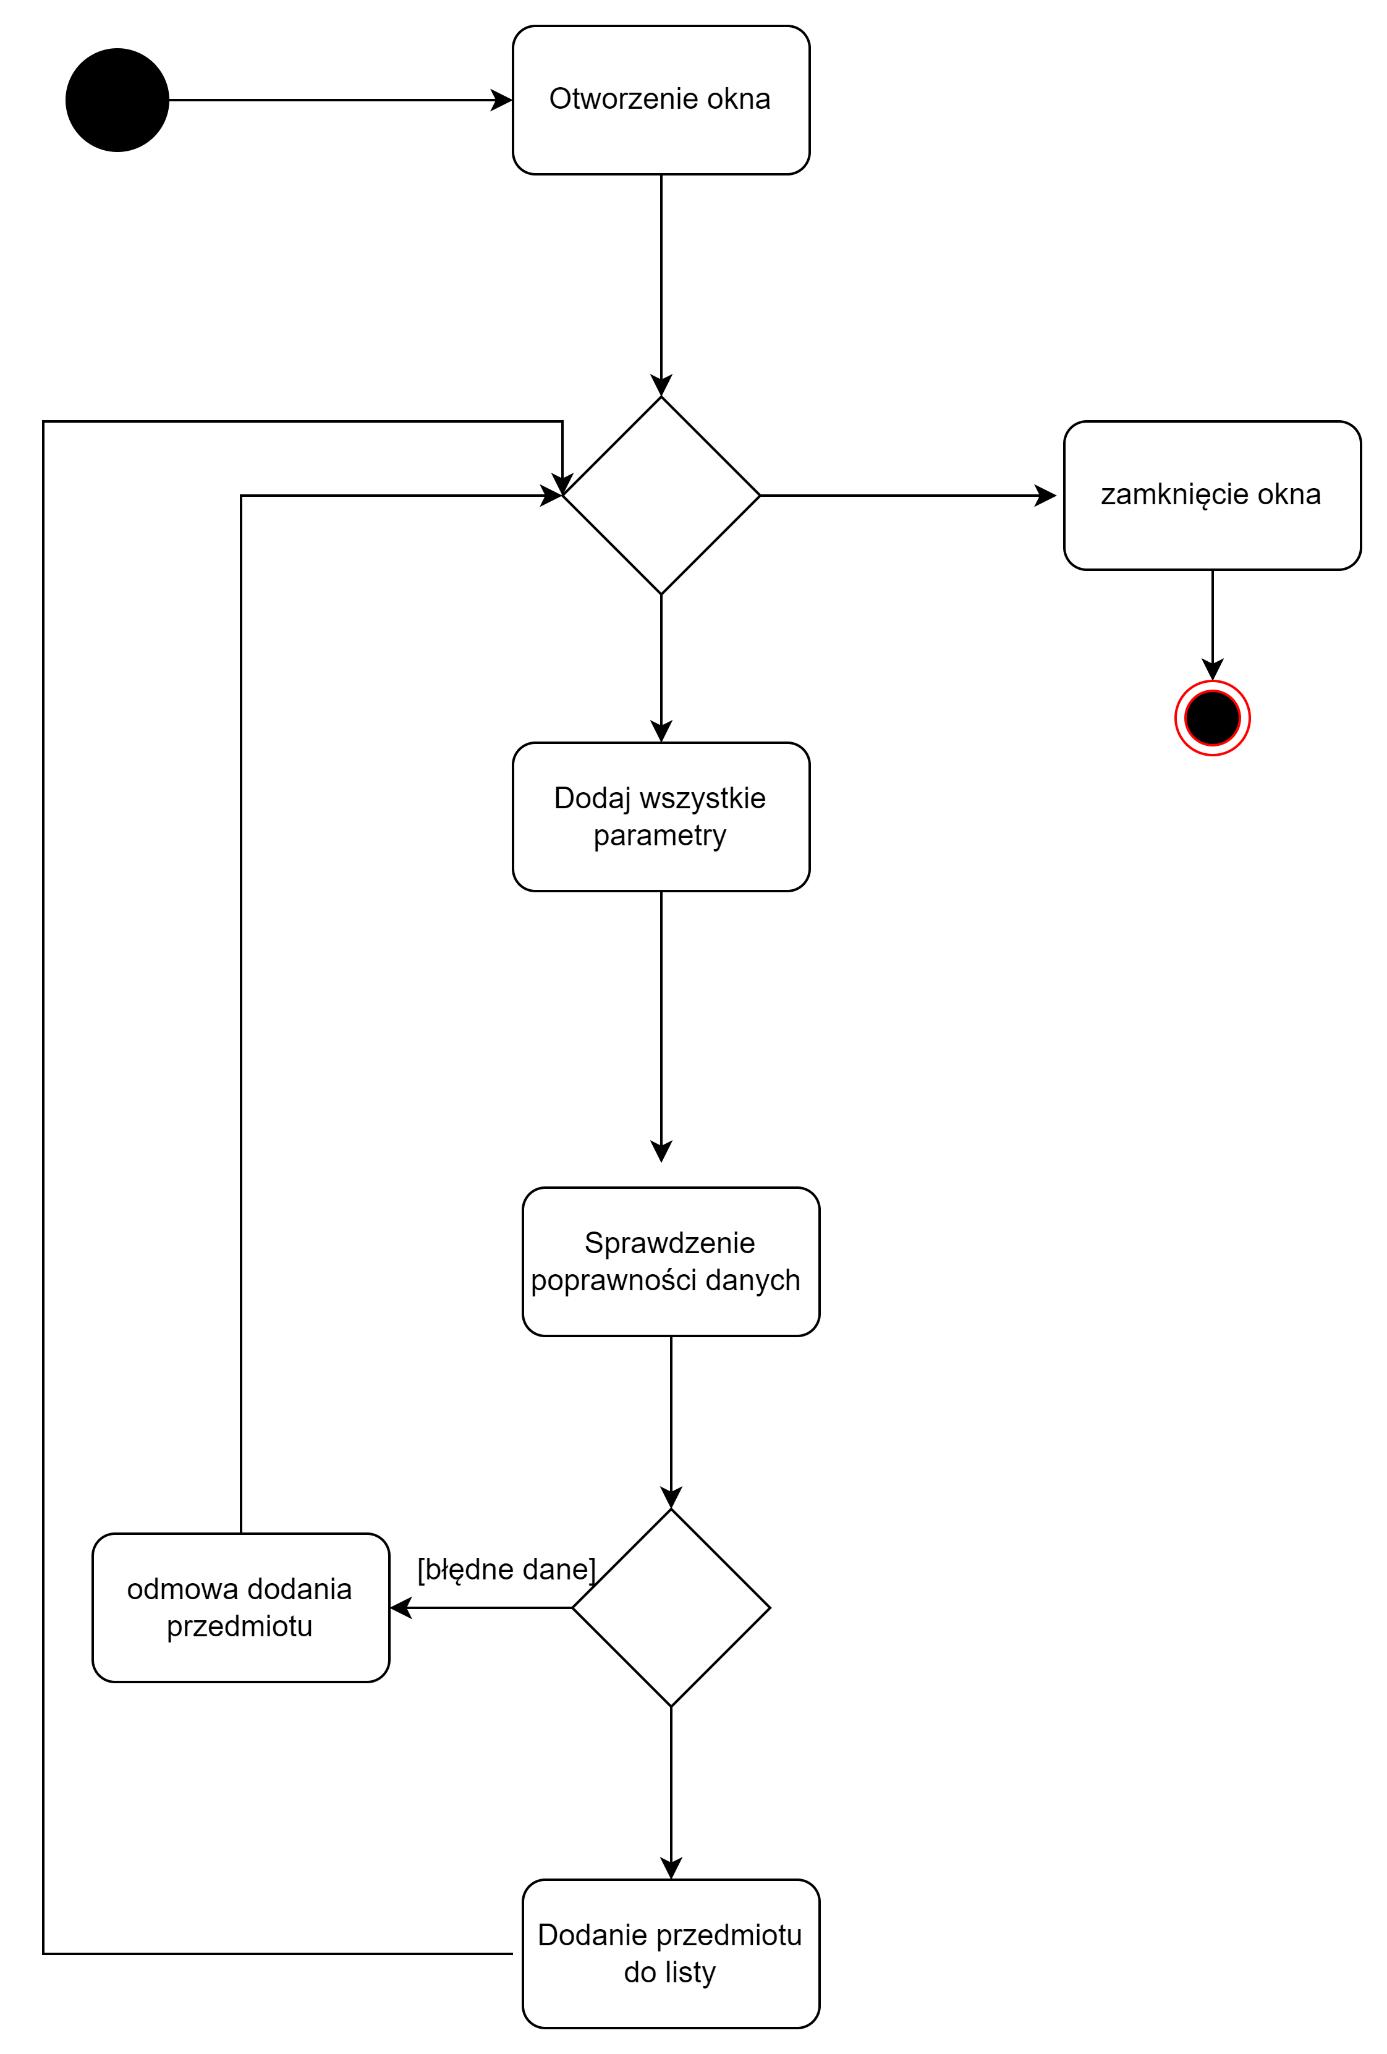 Otworzenie okna
zamknięcie okna
Dodaj wszystkie
parametry
Sprawdzenie
poprawności danych
[błędne dane]
odmowa dodania
przedmiotu
Dodanie przedmiotu
do listy